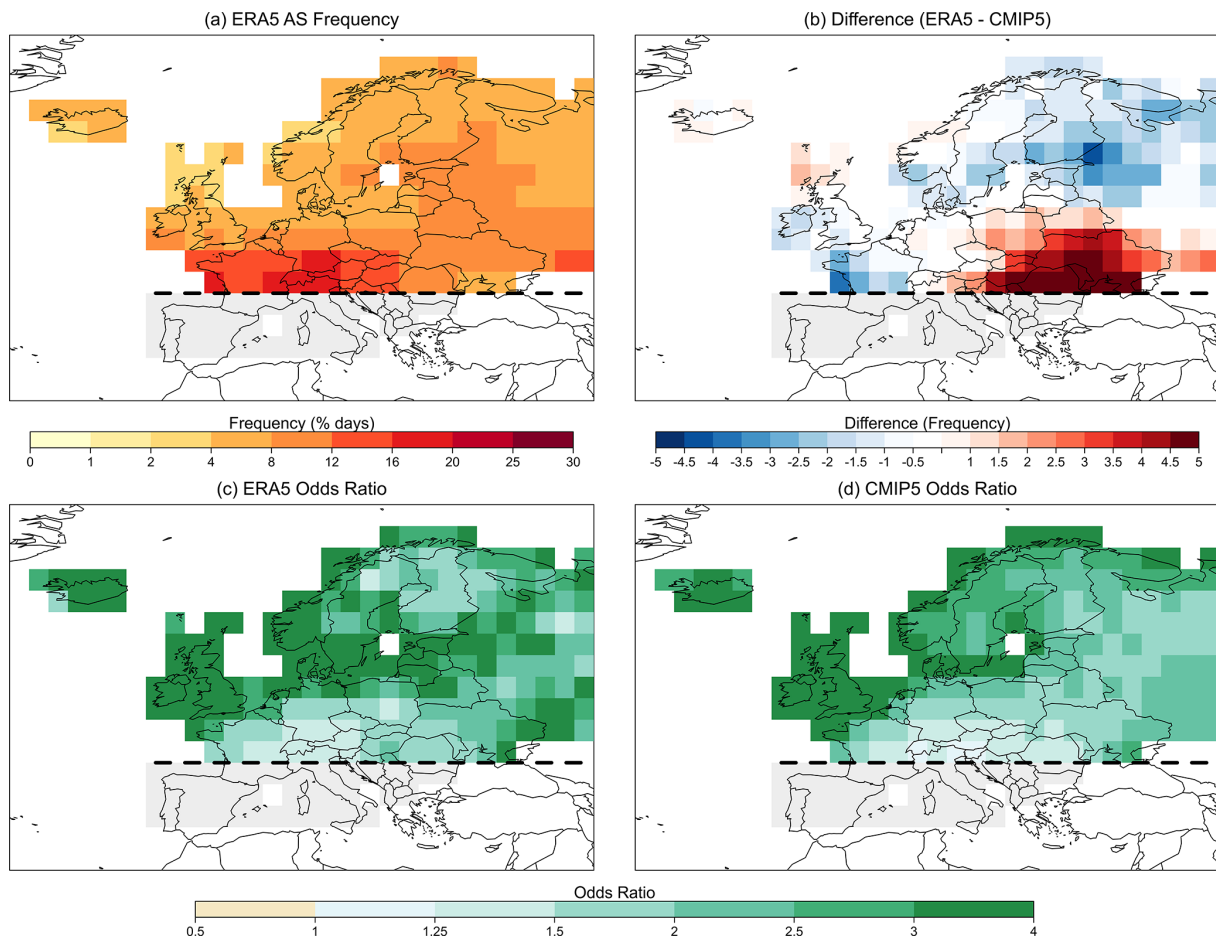 (a) ERA5 AS Frequency
(b) Difference (ERA5 - CMIP5)
Frequency (% days)
0 1 2 4 8 12 16 20 25 30
Difference (Frequency)
-5 -4.5 -3.5 -3 -2.5 -2 -1.5 -1 -0.5 1 1.5 2 2.5 3 3.5 4 4.5 5
(c) ERA5 Odds Ratio
(d) CMIP5 Odds Ratio
Odds Ratio
0.5 1 1.25 1.5 2 2.5 3 4